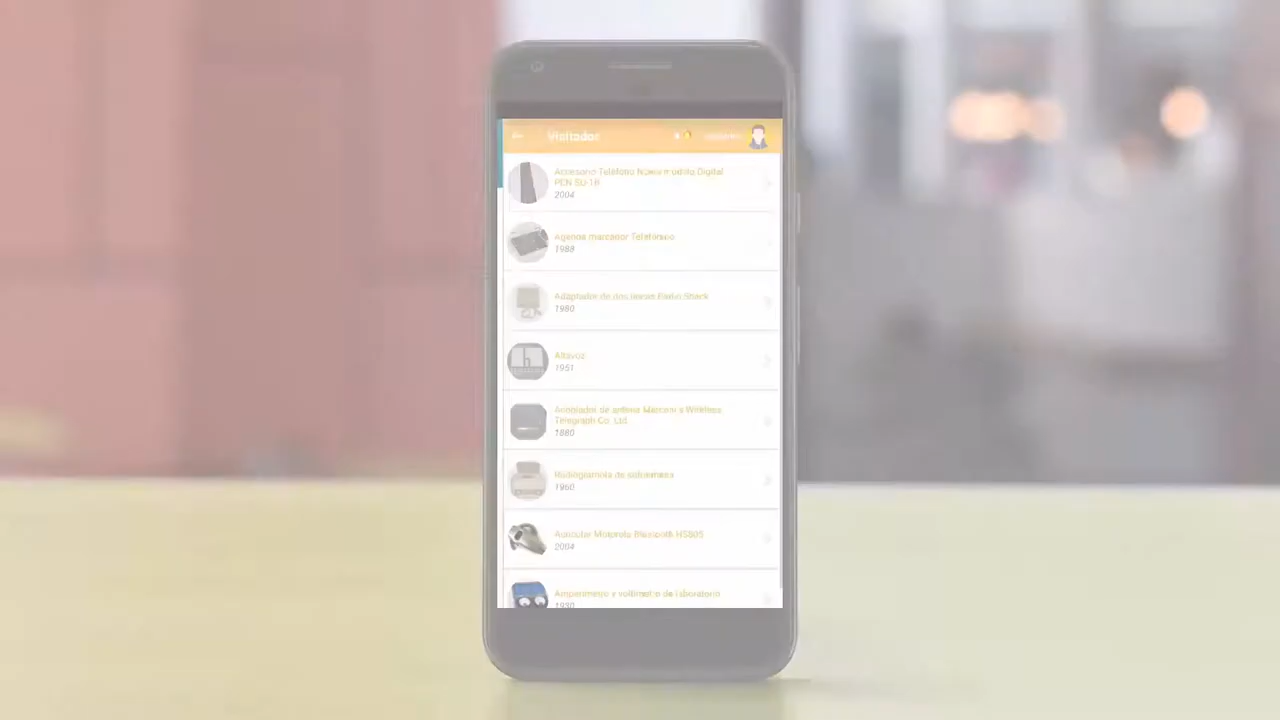 Visitador
Accesorio Teléfono Nokia modelo Digital
PEN SU-1B
2004
Agenda marcador Telefónico
1988
Adaptador de dos líneas Radio Shack
1980
Altavoz
1951
Acoplador de antena Marconi's Wireless
Telegraph Co. Ltd
1880
Radiogramola de sobremesa
1960
Auricular Motorola Bluetooth HS805
2004
Amperímetro y voltímetro de laboratorio
1930